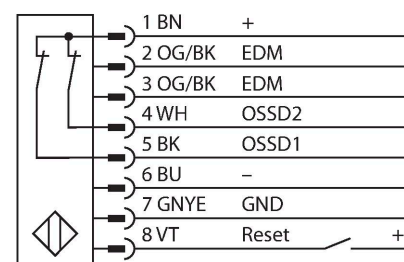 1 BN +
2 OG/BK EDM
3 OG/BK EDM
4 WH OSSD2
5 BK OSSD1
6 BU –
7 GNYE GND
8 VT Reset +